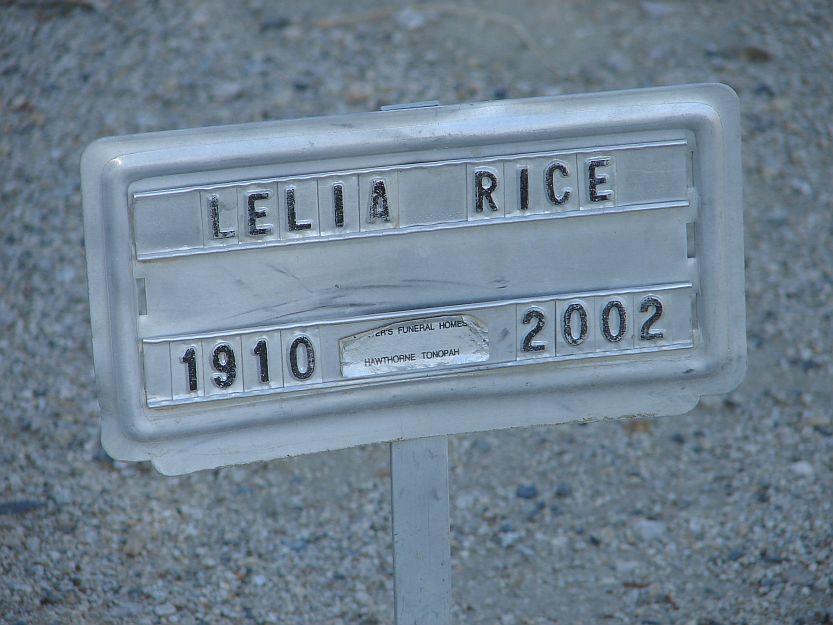 LELIA RICE
FUNERAL HOMES
HAWTHORNE TONOPAH
1910 2002